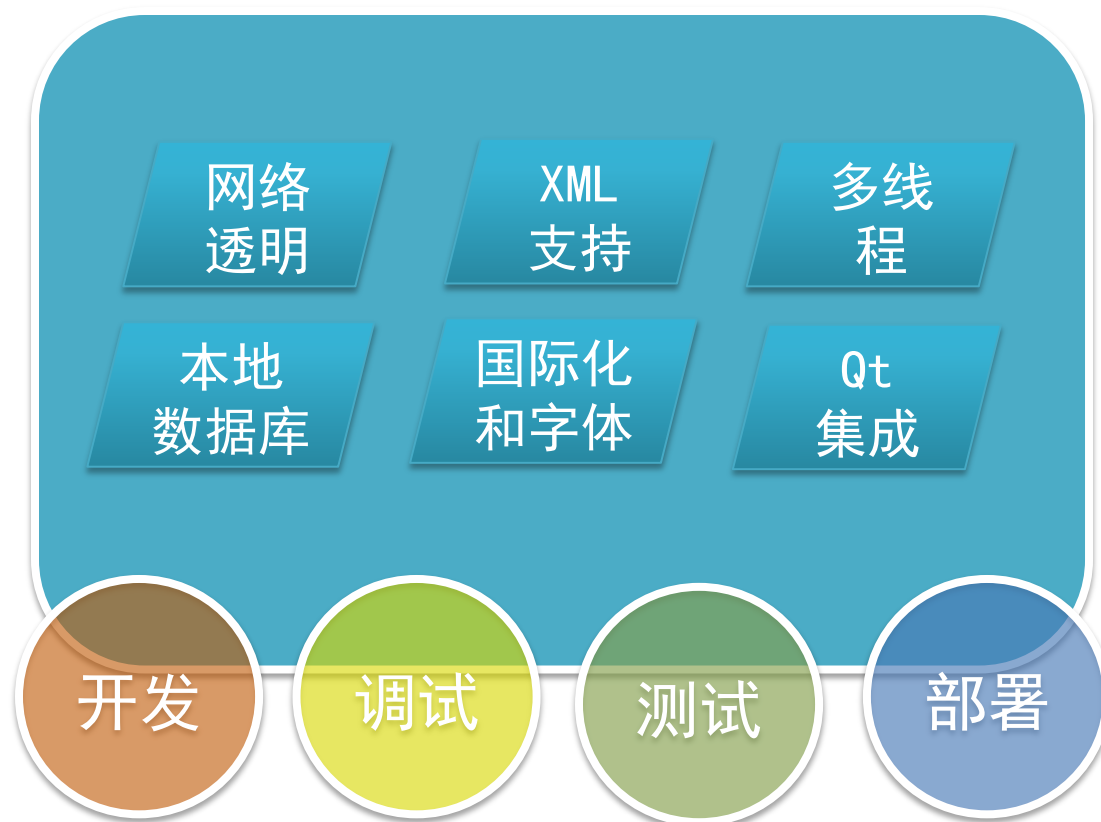 网络
透明
XML
支持
多线
程
本地
数据库
国际化
和字体
Qt
集成
开发
调试
测试
部署